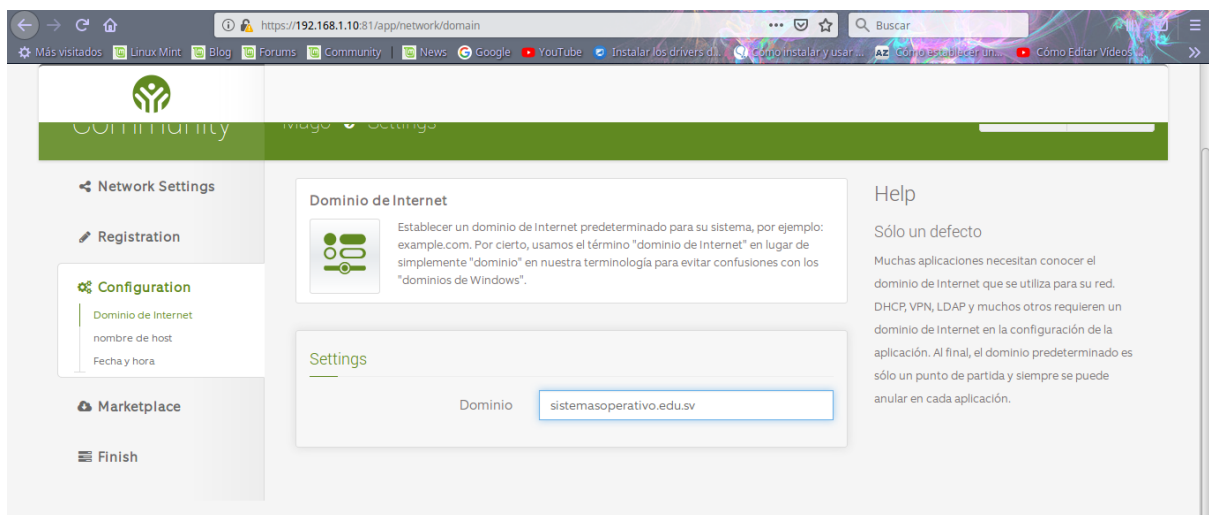 https://192.168.1.10:81/app/network/domain
Buscar
Más visitados Linux Mint Blog Forums Community News Google YouTube Instalar los drivers d... Cómo instalar y usar ... Cómo establecer un... Cómo Editar Videos
Community
Mago Settings
Network Settings
Registration
Configuration
Dominio de Internet
nombre de host
Fecha y hora
Marketplace
Finish
Dominio de Internet
Establecer un dominio de Internet predeterminado para su sistema, por ejemplo:
example.com. Por cierto, usamos el término "dominio de Internet" en lugar de
simplemente "dominio" en nuestra terminología para evitar confusiones con los
"dominios de Windows".
Settings
Dominio sistemasoperativo.edu.sv
Help
Sólo un defecto
Muchas aplicaciones necesitan conocer el
dominio de Internet que se utiliza para su red.
DHCP, VPN, LDAP y muchos otros requieren un
dominio de Internet en la configuración de la
aplicación. Al final, el dominio predeterminado es
sólo un punto de partida y siempre se puede
anular en cada aplicación.